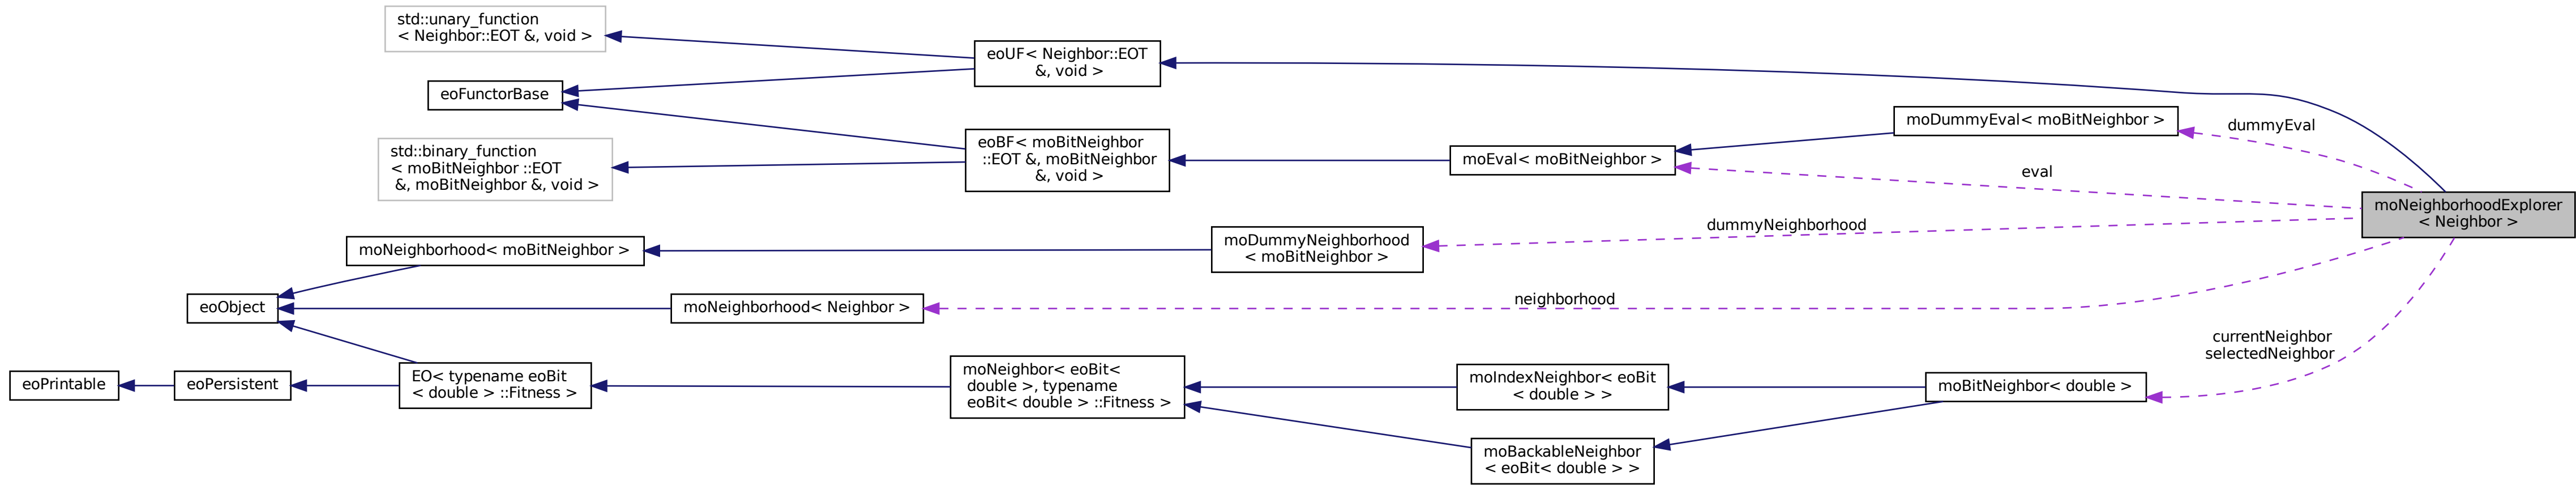 std::unary_function
< Neighbor::EOT &, void >
eoUF< Neighbor::EOT
&, void >
eoFunctorBase
moDummyEval< moBitNeighbor >
dummyEval
std::binary_function
< moBitNeighbor ::EOT
&, moBitNeighbor &, void >
eoBF< moBitNeighbor
::EOT &, moBitNeighbor
&, void >
moEval< moBitNeighbor >
eval
moNeighborhoodExplorer
< Neighbor >
dummyNeighborhood
moNeighborhood< moBitNeighbor >
moDummyNeighborhood
< moBitNeighbor >
eoObject
moNeighborhood< Neighbor >
neighborhood
currentNeighbor
selectedNeighbor
eoPrintable
eoPersistent
EO< typename eoBit
< double > ::Fitness >
moNeighbor< eoBit<
double >, typename
eoBit< double > ::Fitness >
moIndexNeighbor< eoBit
< double > >
moBitNeighbor< double >
moBackableNeighbor
< eoBit< double > >